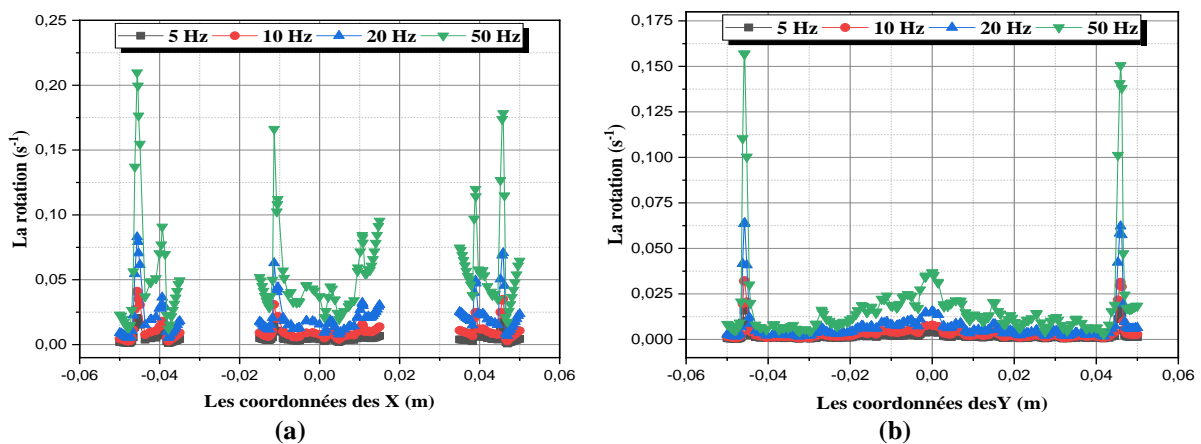 5 Hz 10 Hz 20 Hz 50 Hz
0,25
0,20
0,15
0,10
0,05
0,00
La rotation (s⁻¹)
-0,06 -0,04 -0,02 0,00 0,02 0,04 0,06
Les coordonnées des X (m)
(a)
5 Hz 10 Hz 20 Hz 50 Hz
0,175
0,150
0,125
0,100
0,075
0,050
0,025
0,000
La rotation (s⁻¹)
-0,06 -0,04 -0,02 0,00 0,02 0,04 0,06
Les coordonnées desY (m)
(b)